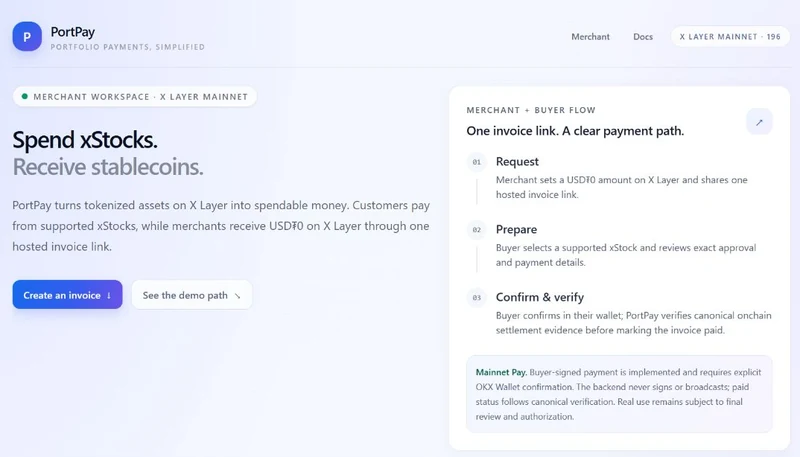 P
PortPay
PORTFOLIO PAYMENTS, SIMPLIFIED
Merchant
Docs
X LAYER MAINNET · 196
MERCHANT WORKSPACE · X LAYER MAINNET
Spend xStocks.
Receive stablecoins.
PortPay turns tokenized assets on X Layer into spendable money. Customers pay
from supported xStocks, while merchants receive USD₮0 on X Layer through one
hosted invoice link.
Create an invoice ↓
See the demo path ↘
MERCHANT + BUYER FLOW
One invoice link. A clear payment path.
↗
01
Request
Merchant sets a USD₮0 amount on X Layer and shares one
hosted invoice link.
02
Prepare
Buyer selects a supported xStock and reviews exact approval
and payment details.
03
Confirm & verify
Buyer confirms in their wallet; PortPay verifies canonical onchain
settlement evidence before marking the invoice paid.
Mainnet Pay. Buyer-signed payment is implemented and requires explicit
OKX Wallet confirmation. The backend never signs or broadcasts; paid
status follows canonical verification. Real use remains subject to final
review and authorization.